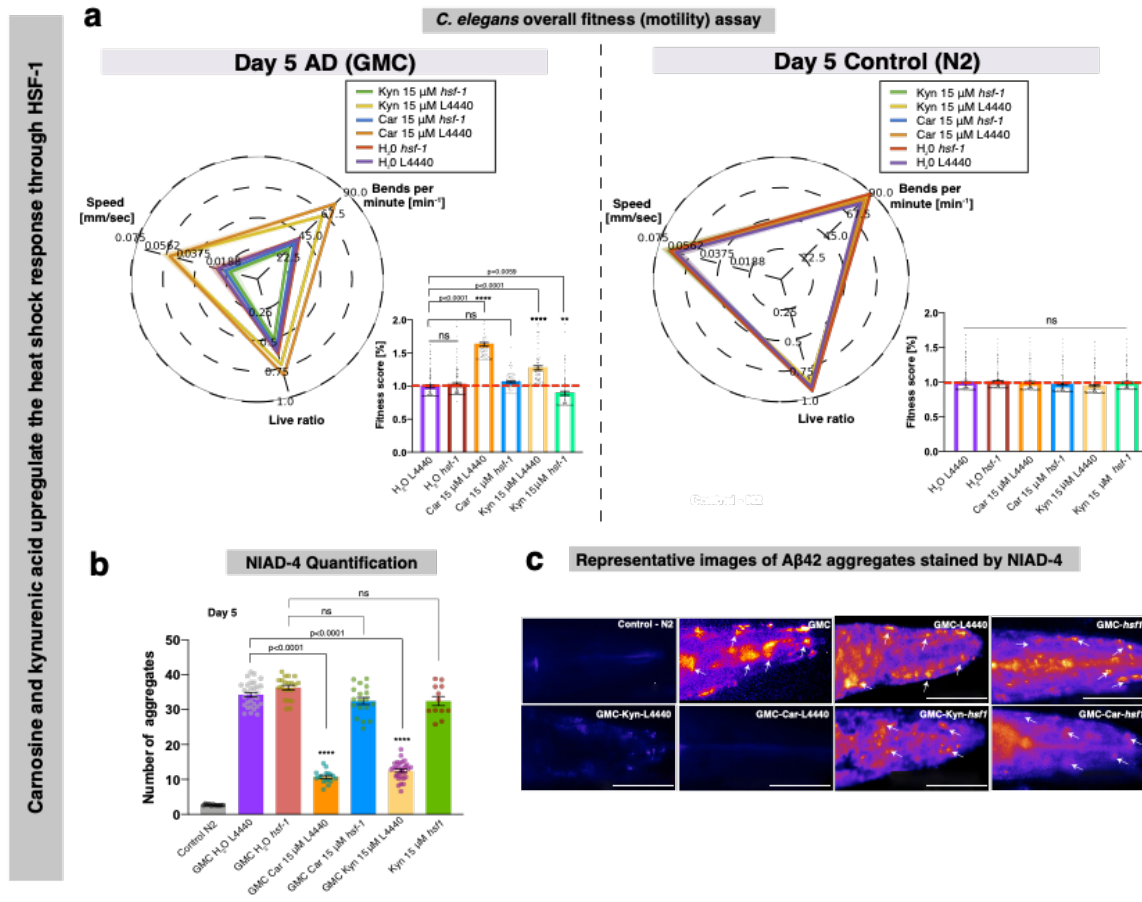 Carnosine and kynurenic acid upregulate the heat shock response through HSF-1
a
C. elegans overall fitness (motility) assay
Day 5 AD (GMC)
Kyn 15 µM hsf-1
Kyn 15 µM L4440
Car 15 µM hsf-1
Car 15 µM L4440
H₂0 hsf-1
H₂0 L4440
Speed
[mm/sec]
0.075
0.0562
0.0375
0.0188
Bends per
minute [min⁻¹]
90.0
67.5
45.0
22.5
0.25
0.5
0.75
1.0
Live ratio
p=0.0059
p<0.0001
p<0.0001
****
****
**
ns
ns
Fitness score [%]
2.0
1.5
1.0
0.5
0.0
H₂O L4440
H₂O hsf-1
Car 15 µM L4440
Car 15 µM hsf-1
Kyn 15 µM L4440
Kyn 15µM hsf-1
Day 5 Control (N2)
Kyn 15 µM hsf-1
Kyn 15 µM L4440
Car 15 µM hsf-1
Car 15 µM L4440
H₂0 hsf-1
H₂0 L4440
Speed
[mm/sec]
0.075
0.0562
0.0375
0.0188
Bends per
minute [min⁻¹]
90.0
67.5
45.0
22.5
0.25
0.5
0.75
1.0
Live ratio
ns
Fitness score [%]
2.0
1.5
1.0
0.5
0.0
H₂O L4440
H₂O hsf-1
Car 15 µM L4440
Car 15 µM hsf-1
Kyn 15 µM L4440
Kyn 15 µM hsf-1
Control - N2
b
NIAD-4 Quantification
Day 5
ns
ns
p<0.0001
p<0.0001
****
****
Number of aggregates
50
40
30
20
10
0
Control N2
GMC H₂O L4440
GMC H₂O hsf-1
GMC Car 15 µM L4440
GMC Car 15 µM hsf-1
GMC Kyn 15 µM L4440
Kyn 15 µM hsf1
c
Representative images of Aβ42 aggregates stained by NIAD-4
Control - N2
GMC
GMC-L4440
GMC-hsf1
GMC-Kyn-L4440
GMC-Car-L4440
GMC-Kyn-hsf1
GMC-Car-hsf1